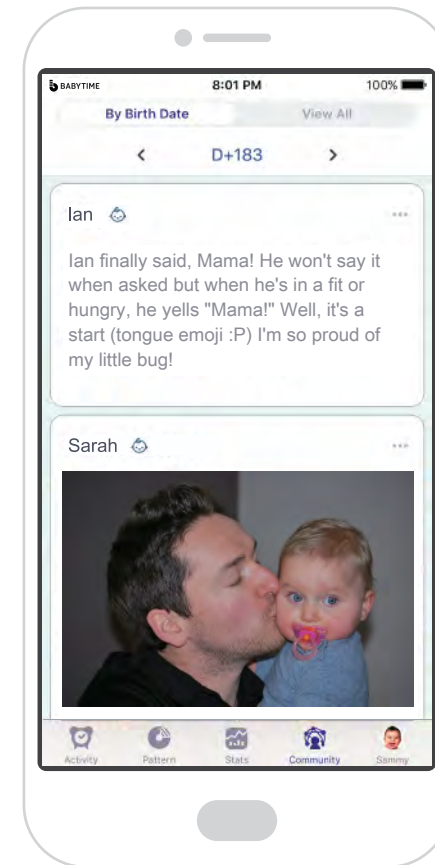 BABYTIME 8:01 PM 100%
By Birth Date View All
< D+183 >
Ian
Ian finally said, Mama! He won't say it
when asked but when he's in a fit or
hungry, he yells "Mama!" Well, it's a
start (tongue emoji :P) I'm so proud of
my little bug!
Sarah
Activity Pattern Stats Community Sammy